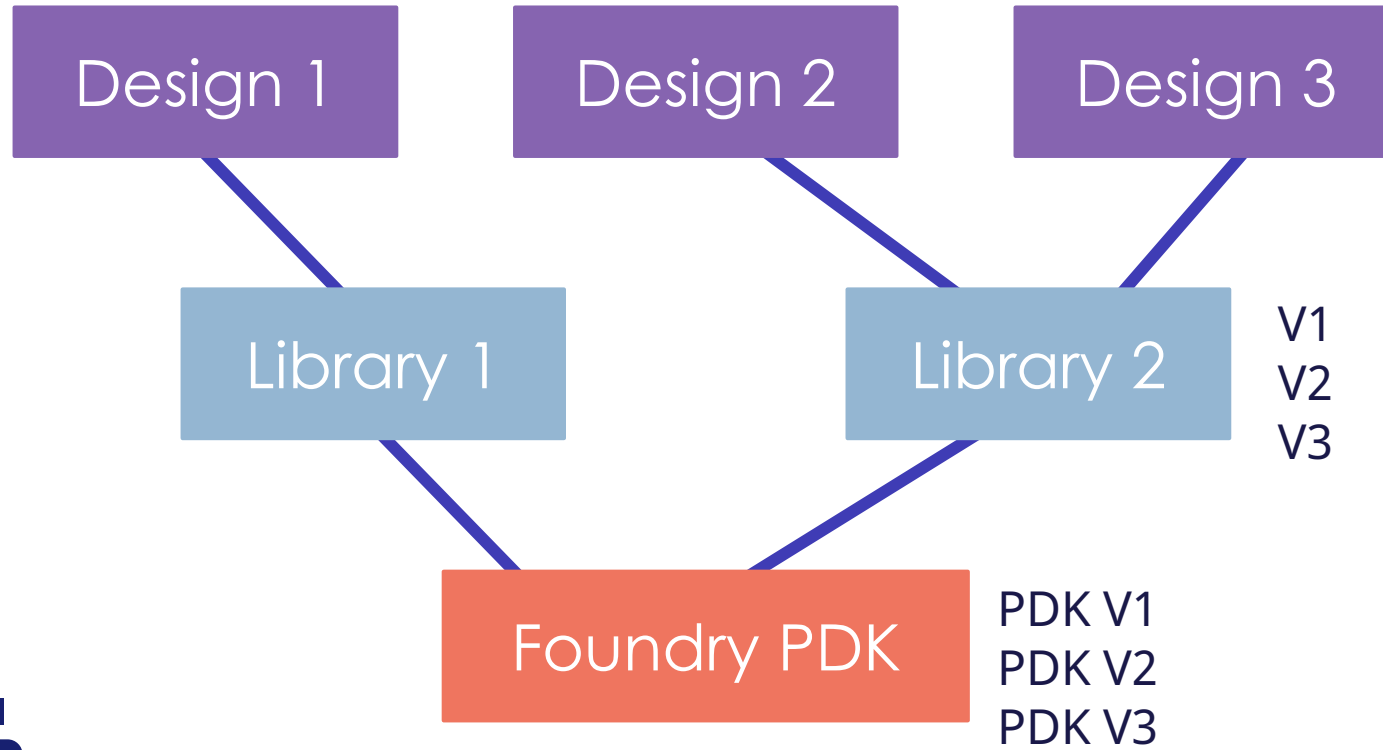 Design 1
Design 2
Design 3
Library 1
Library 2
V1
V2
V3
Foundry PDK
PDK V1
PDK V2
PDK V3